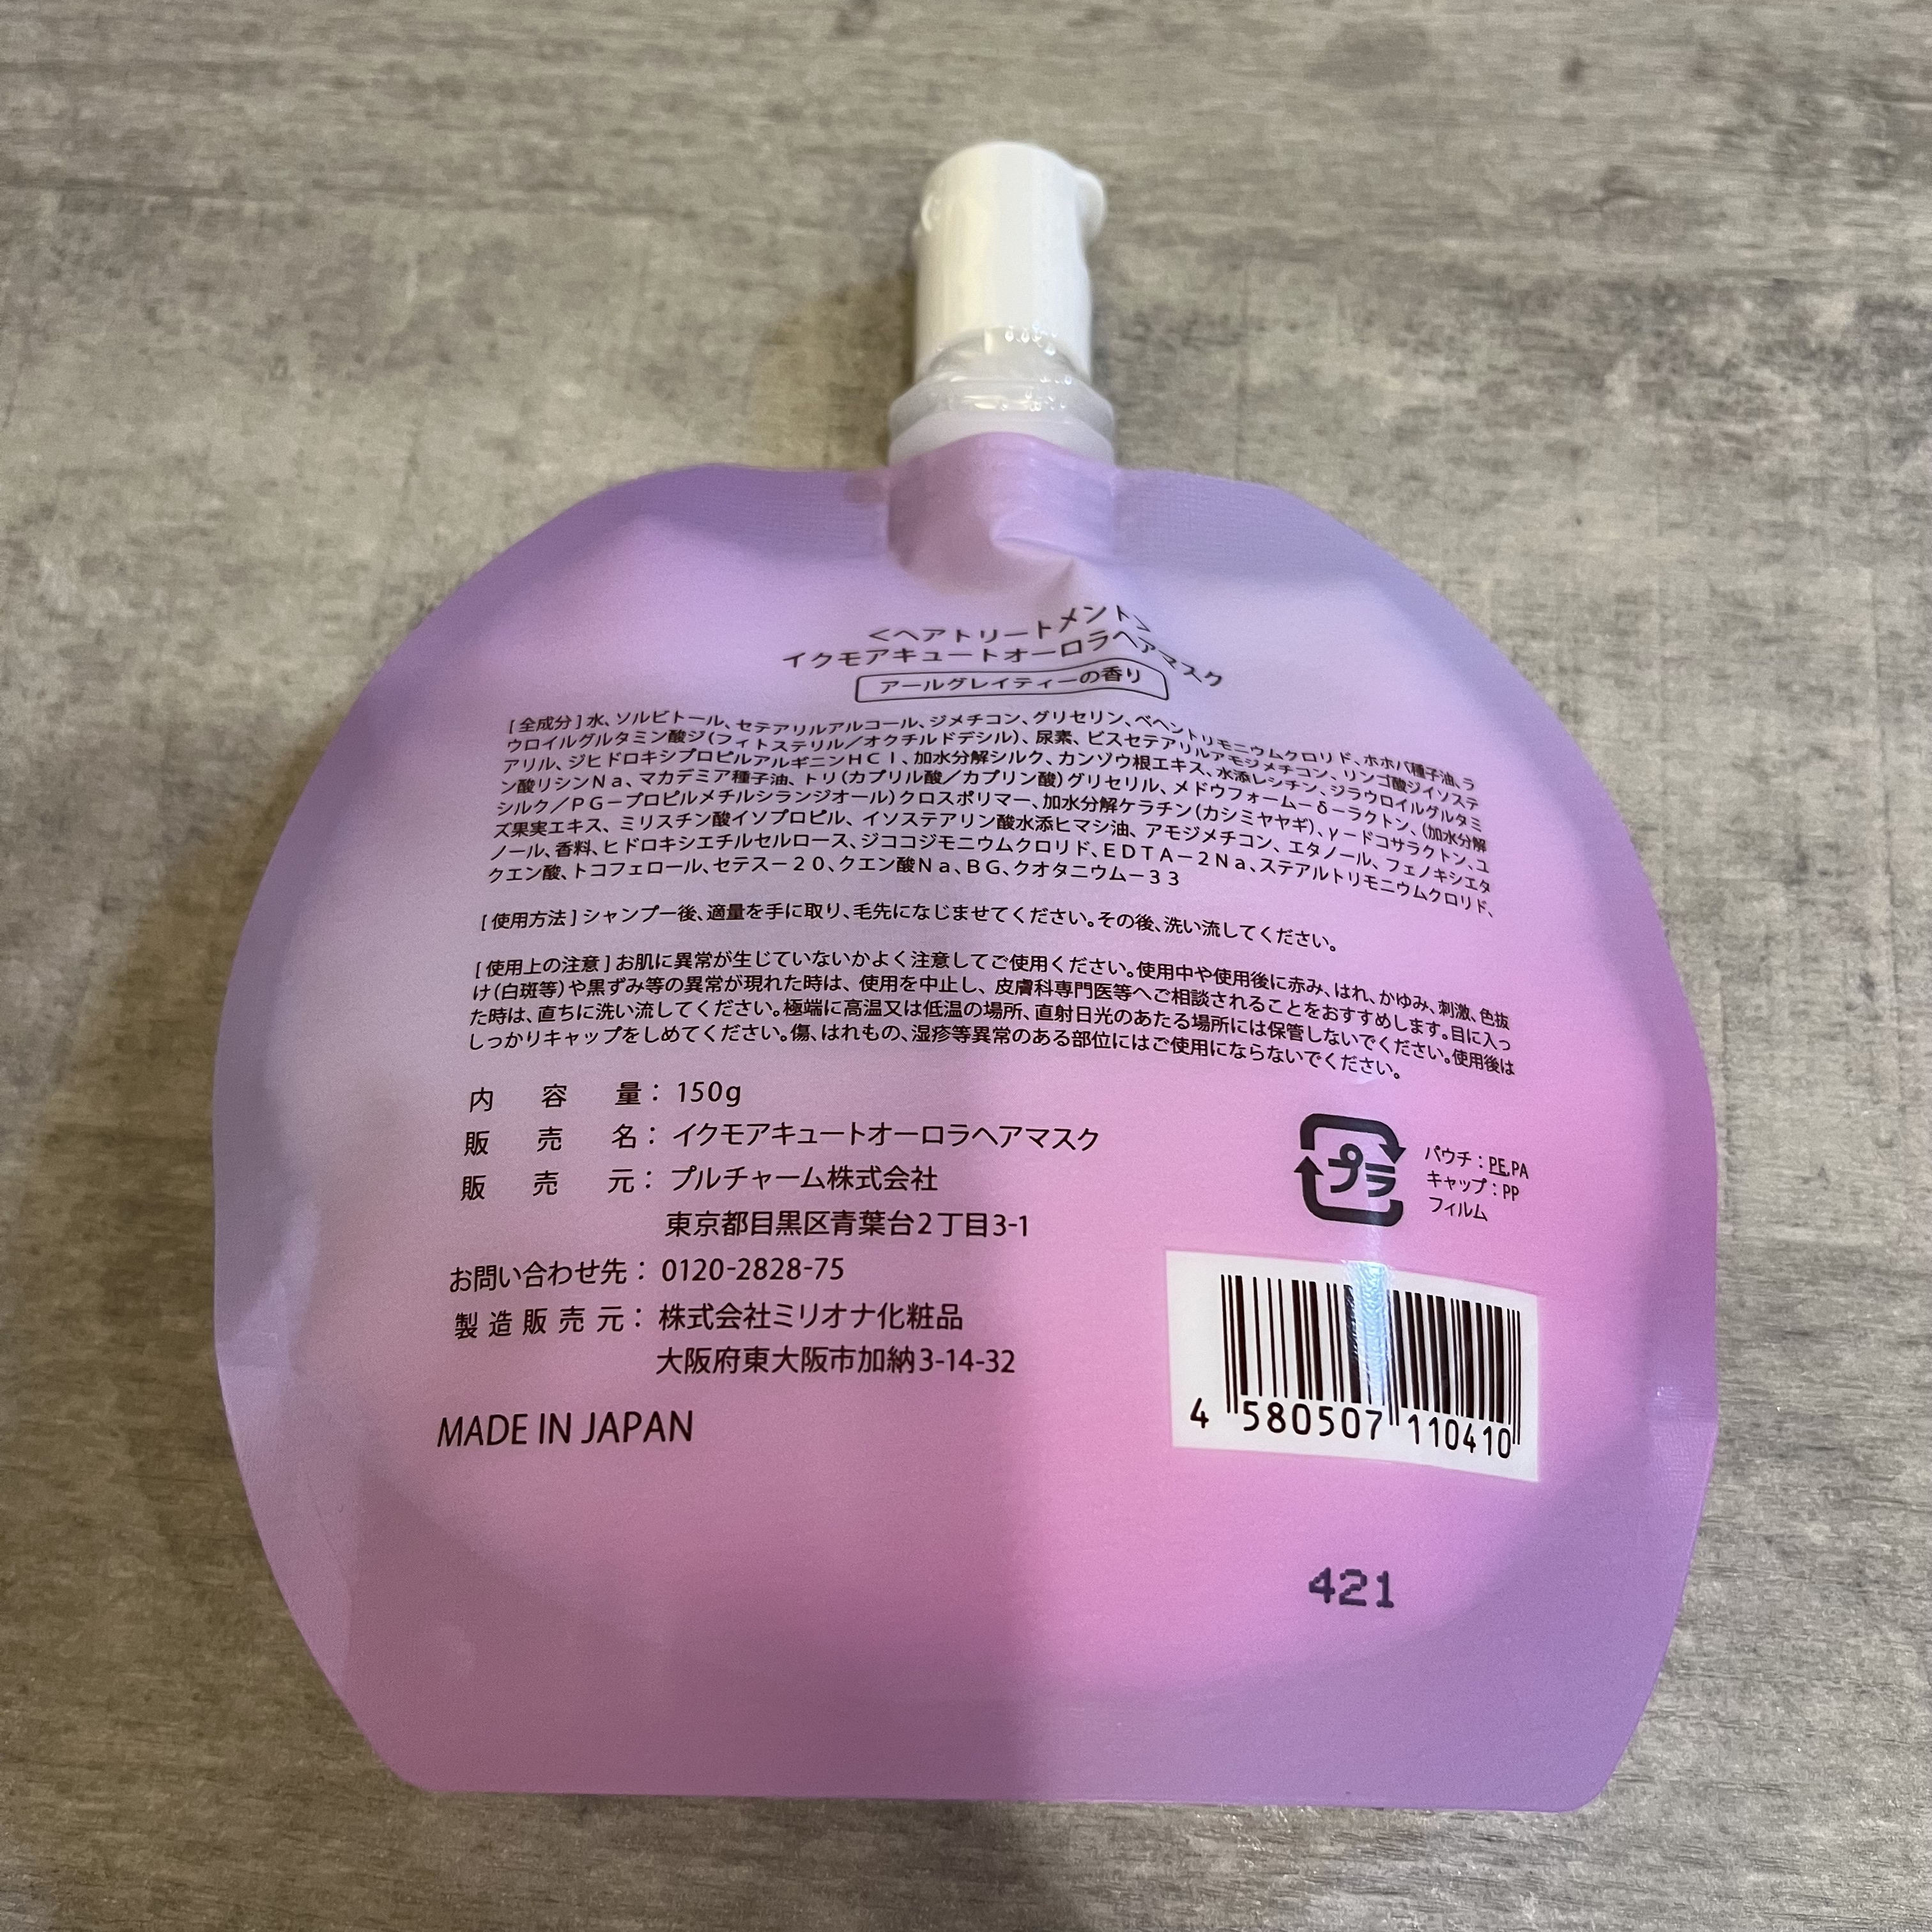 <ヘアトリートメント>
イクモアキュートオーロラヘアマスク
アールグレイティーの香り
[全成分]水、ソルビトール、セテアリルアルコール、ジメチコン、グリセリン、ベヘントリモニウムクロリド、ホホバ種子油、ラ
ウロイルグルタミン酸ジ(フィトステリル/オクチルドデシル)、尿素、ビスセテアリルアモジメチコン、リンゴ酸ジイソステ
アリル、ジヒドロキシプロピルアルギニンHCl、加水分解シルク、カンゾウ根エキス、水添レシチン、ジラウロイルグルタミ
ン酸リシンNa、マカデミア種子油、トリ(カプリル酸/カプリン酸)グリセリル、メドウフォーム-δ-ラクトン、(加水分解
シルク/PG-プロピルメチルシランジオール)クロスポリマー、加水分解ケラチン(カシミヤヤギ)、γ-ドコサラクトン、ユ
ズ果実エキス、ミリスチン酸イソプロピル、イソステアリン酸水添ヒマシ油、アモジメチコン、エタノール、フェノキシエタ
ノール、香料、ヒドロキシエチルセルロース、ジココジモニウムクロリド、EDTA-2Na、ステアルトリモニウムクロリド、
クエン酸、トコフェロール、セテス-20、クエン酸Na、BG、クオタニウム-33
[使用方法]シャンプー後、適量を手に取り、毛先になじませてください。その後、洗い流してください。
[使用上の注意]お肌に異常が生じていないかよく注意してご使用ください。使用中や使用後に赤み、はれ、かゆみ、刺激、色抜
け(白斑等)や黒ずみ等の異常が現れた時は、使用を中止し、皮膚科専門医等へご相談されることをおすすめします。目に入っ
た時は、直ちに洗い流してください。極端に高温又は低温の場所、直射日光のあたる場所には保管しないでください。使用後は
しっかりキャップをしめてください。傷、はれもの、湿疹等異常のある部位にはご使用にならないでください。
内容量:150g
販売名:イクモアキュートオーロラヘアマスク
販売元:プルチャーム株式会社
東京都目黒区青葉台2丁目3-1
お問い合わせ先:0120-2828-75
製造販売元:株式会社ミリオナ化粧品
大阪府東大阪市加納3-14-32
MADE IN JAPAN
プラ
パウチ:PE,PA
キャップ:PP
フィルム
4 580507 110410
421